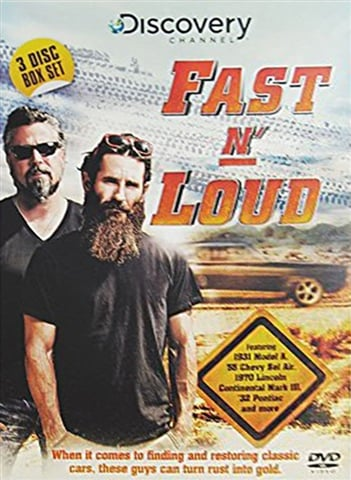 Discovery
CHANNEL
3 DISC
BOX SET
FAST
N'
LOUD
Featuring
1931 Model A.
55 Chevy Bel Air.
1970 Lincoln
Continental Mark III.
'32 Pontiac
and more
When it comes to finding and restoring classic
cars, these guys can turn rust into gold.
DVD
VIDEO